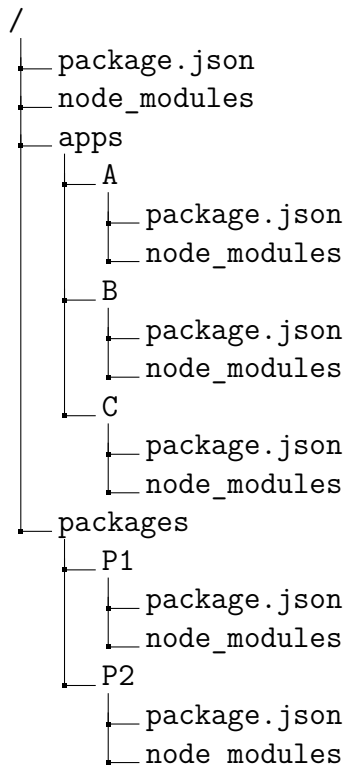 /
package.json
node_modules
apps
A
package.json
node_modules
B
package.json
node_modules
C
package.json
node_modules
packages
P1
package.json
node_modules
P2
package.json
node_modules